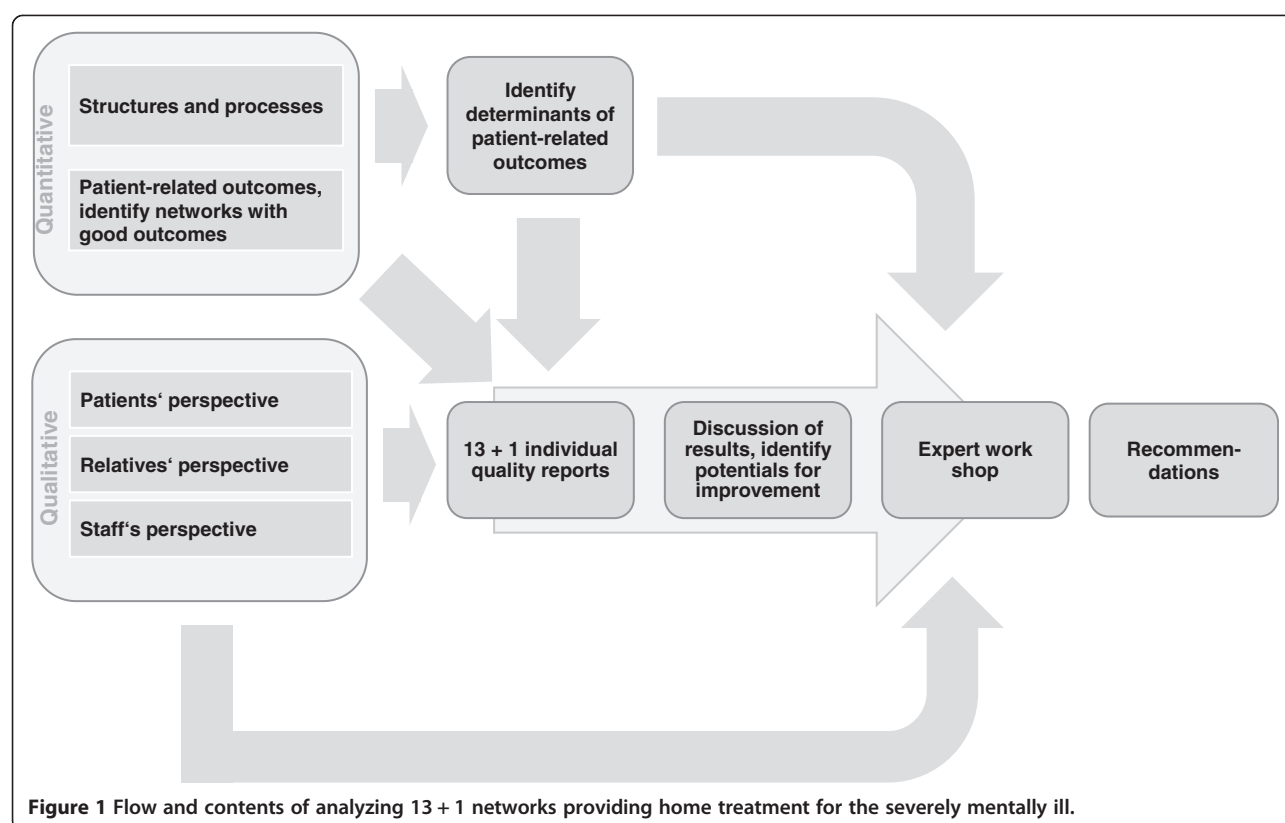 Quantitative
Structures and processes
Patient-related outcomes,
identify networks with
good outcomes
Identify
determinants of
patient-related
outcomes
Qualitative
Patients‘ perspective
Relatives‘ perspective
Staff‘s perspective
13 + 1 individual
quality reports
Discussion of
results, identify
potentials for
improvement
Expert work
shop
Recommen-
dations
Figure 1 Flow and contents of analyzing 13 + 1 networks providing home treatment for the severely mentally ill.